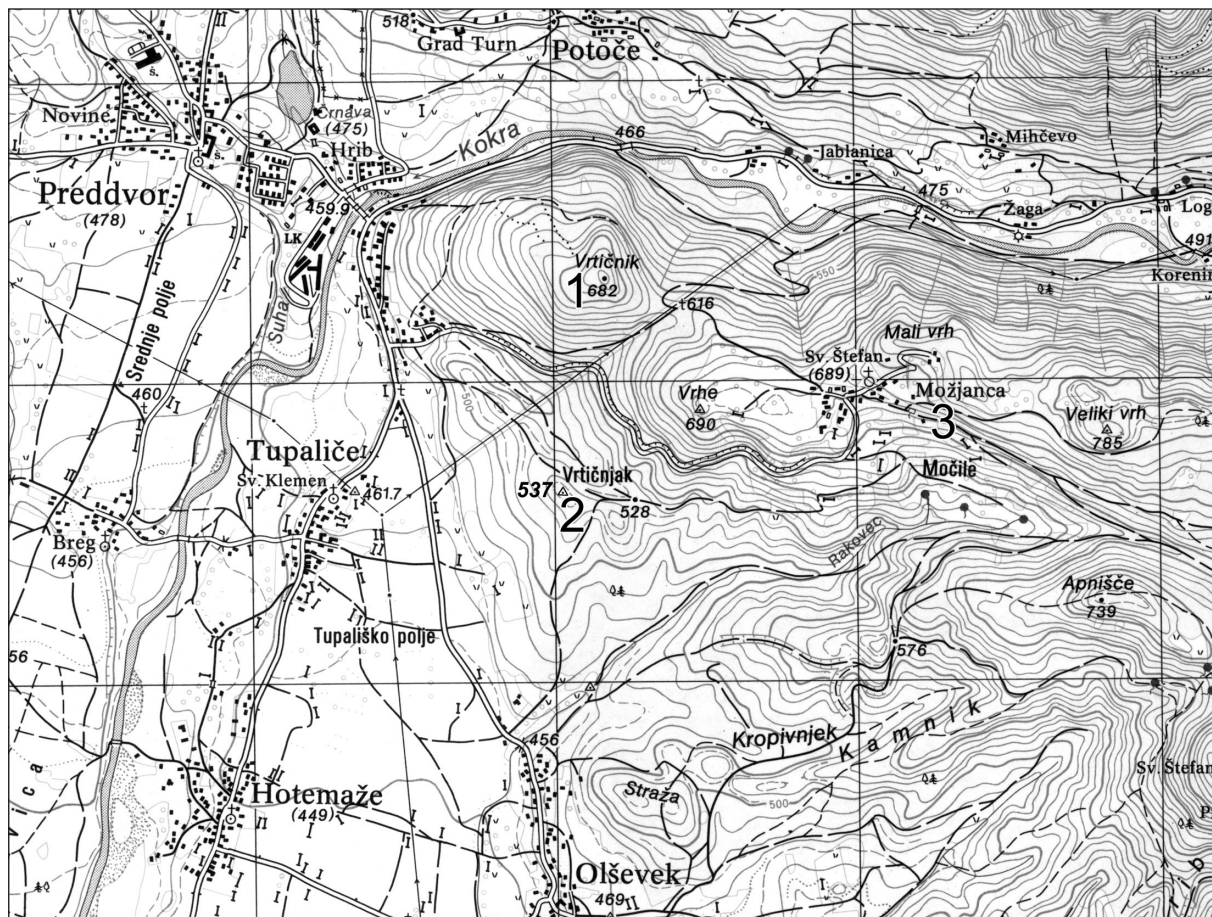 518
Grad Turn
Potoče
š.
Novine
Črnava
(475)
Hrib
Kokra
466
Jablanica
Mihčevo
š.
Preddvor
(478)
459.9
475
Žaga
Log
LK
491
Korenin
Srednje polje
Suha
Vrtičnik
1
682
550
616
Mali vrh
Sv. Štefan
(689)
Možjanca
500
Vrhe
690
3
Veliki vrh
785
460
Tupaliče
Sv. Klemen
461.7
Vrtičnjak
537
2
528
Močile
Breg
(456)
Rakovec
Apnišče
739
Tupališko polje
56
576
456
Kropivnjek
Kamnik
Sv. Štefan
Straža
500
Hotemaže
(449)
Vica
P
b
Olševek
469